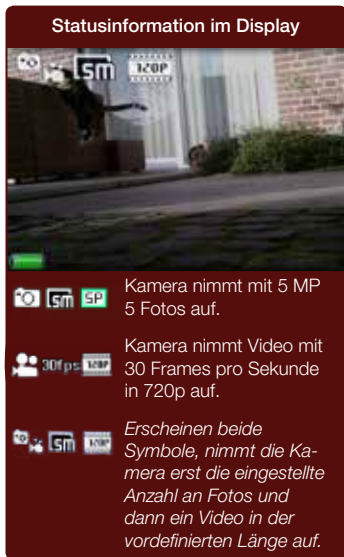 Statusinformation im Display
5m 720P
5m 5P
Kamera nimmt mit 5 MP
5 Fotos auf.
30fps 720P
Kamera nimmt Video mit
30 Frames pro Sekunde
in 720p auf.
5m 720P
Erscheinen beide
Symbole, nimmt die Ka-
mera erst die eingestellte
Anzahl an Fotos und
dann ein Video in der
vordefinierten Länge auf.